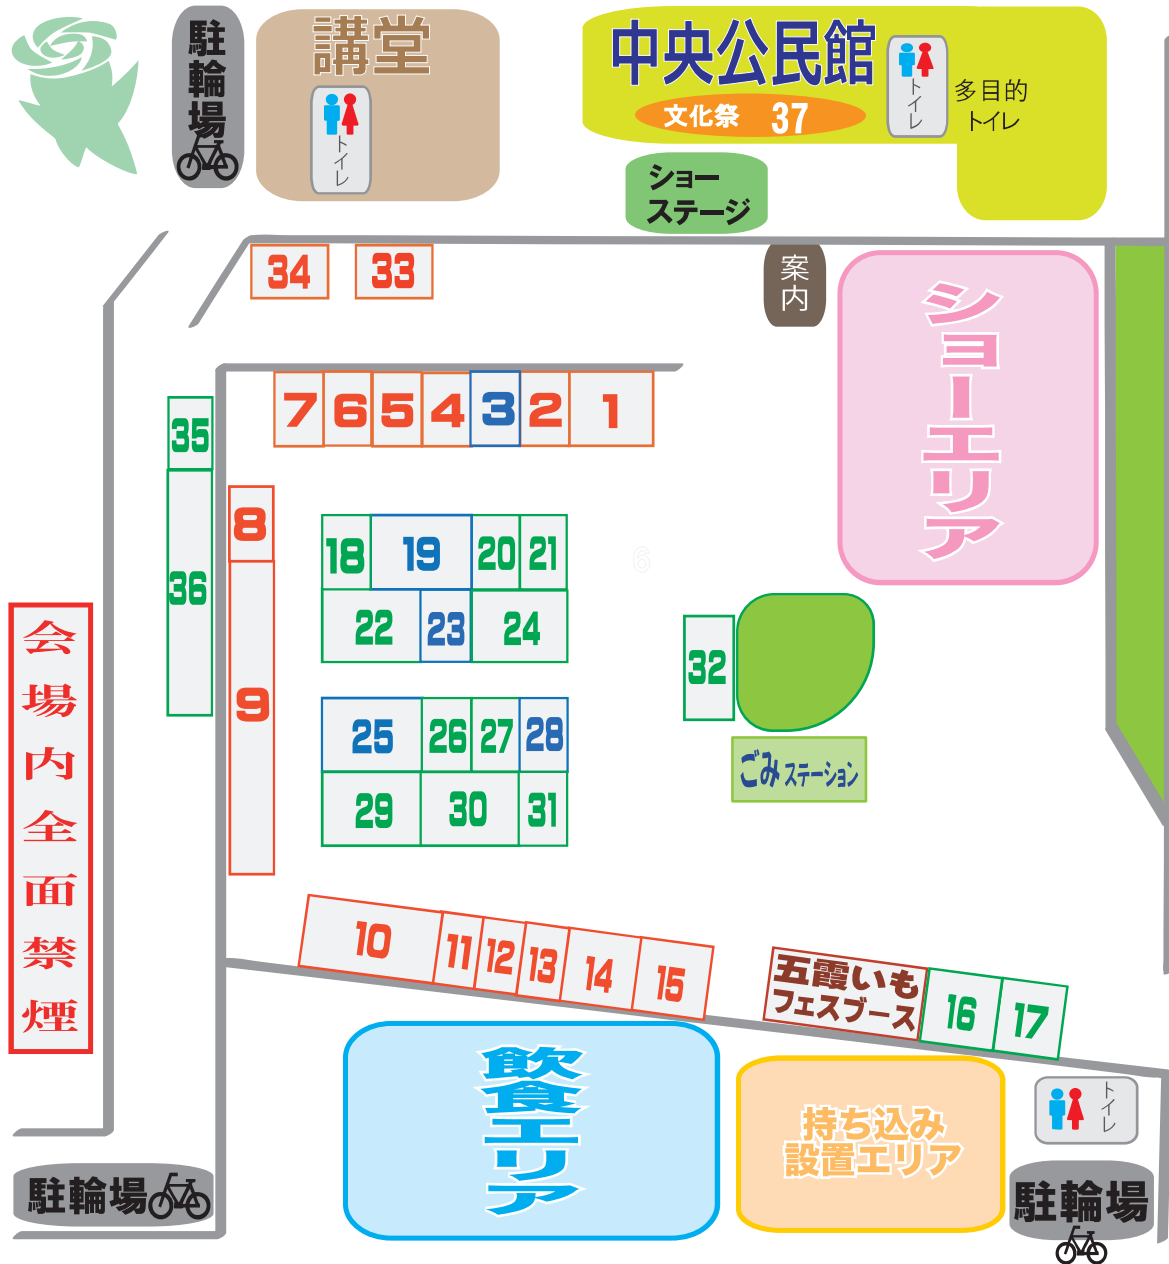 駐輪場
講堂
トイレ
中央公民館
文化祭 37
トイレ
多目的
トイレ
ショー
ステージ
案内
34
33
ショーエリア
7
6
5
4
3
2
1
35
36
8
9
18
19
20
21
6
22
23
24
32
25
26
27
28
ごみステーション
29
30
31
会場内全面禁煙
10
11
12
13
14
15
五霞いも
フェスブース
16
17
飲食エリア
持ち込み
設置エリア
トイレ
駐輪場
駐輪場